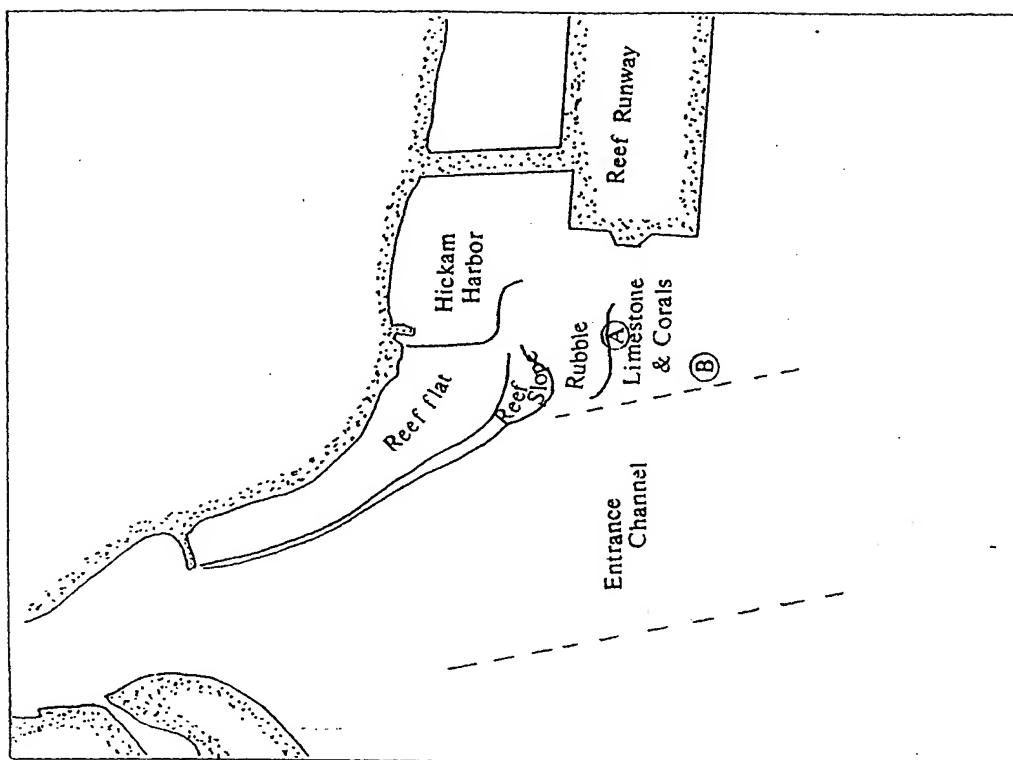 Reef Runway
Hickam
Harbor
Reef flat
Reef
Slope
Rubble
A
Limestone
& Corals
B
Entrance
Channel